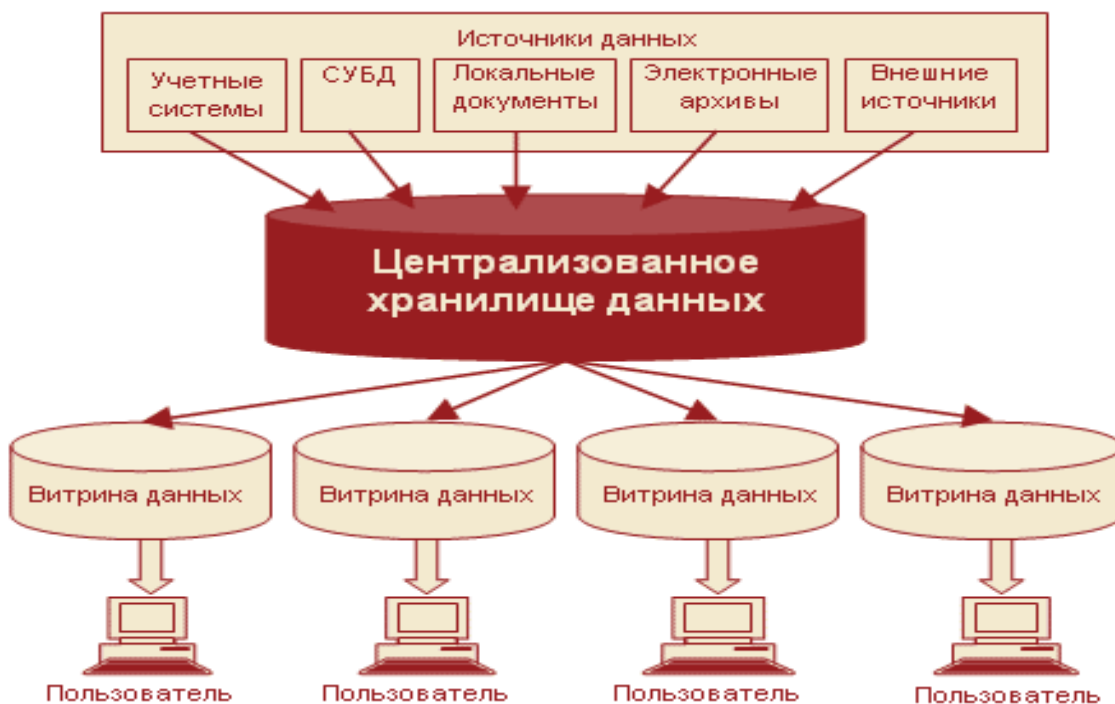 Источники данных
Учетные
системы
СУБД
Локальные
документы
Электронные
архивы
Внешние
источники
Централизованное
хранилище данных
Витрина данных
Витрина данных
Витрина данных
Витрина данных
Пользователь
Пользователь
Пользователь
Пользователь